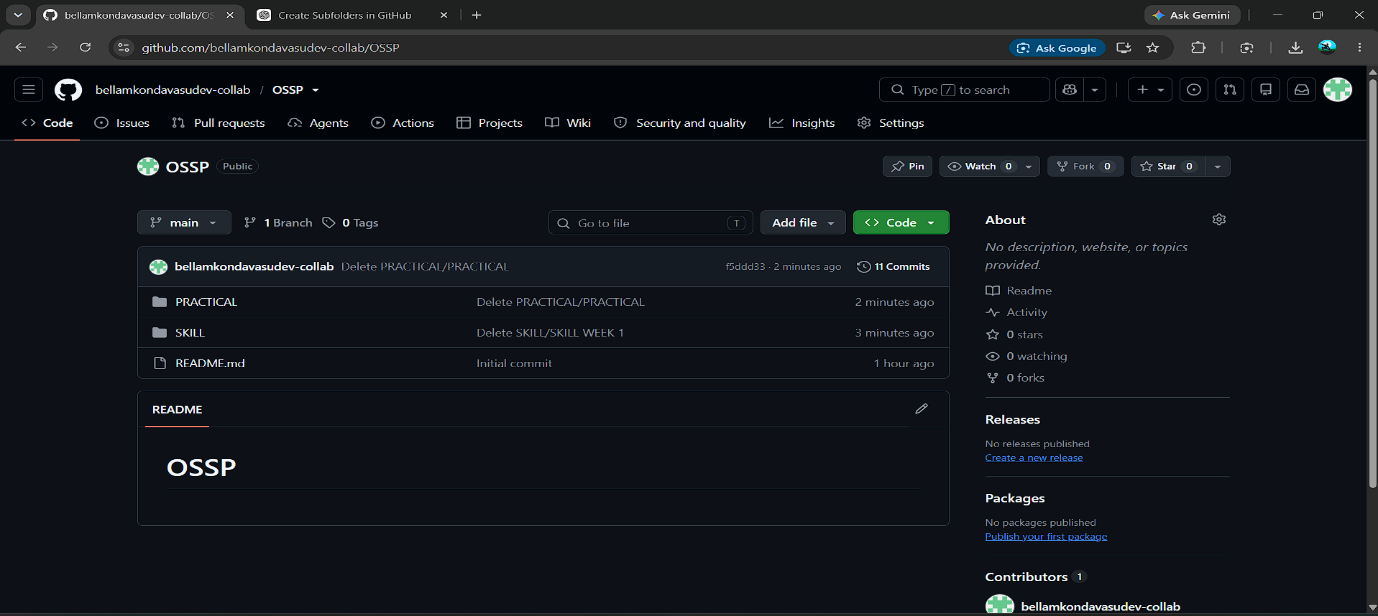 bellamkondavasudev-collab/OSS
Create Subfolders in GitHub
Ask Gemini
github.com/bellamkondavasudev-collab/OSSP
Ask Google
bellamkondavasudev-collab / OSSP
Type / to search
Code
Issues
Pull requests
Agents
Actions
Projects
Wiki
Security and quality
Insights
Settings
OSSP Public
Pin
Watch 0
Fork 0
Star 0
main
1 Branch
0 Tags
Go to file T
Add file
<> Code
bellamkondavasudev-collab Delete PRACTICAL/PRACTICAL f5ddd33 · 2 minutes ago 11 Commits
PRACTICAL Delete PRACTICAL/PRACTICAL 2 minutes ago
SKILL Delete SKILL/SKILL WEEK 1 3 minutes ago
README.md Initial commit 1 hour ago
README
OSSP
About
No description, website, or topics
provided.
Readme
Activity
0 stars
0 watching
0 forks
Releases
No releases published
Create a new release
Packages
No packages published
Publish your first package
Contributors 1
bellamkondavasudev-collab